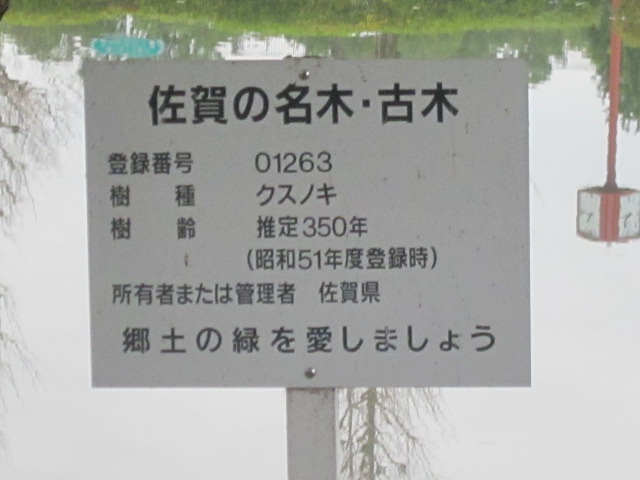 佐賀の名木・古木
登録番号 01263
樹種 クスノキ
樹齢 推定350年
(昭和51年度登録時)
所有者または管理者 佐賀県
郷土の緑を愛しましょう